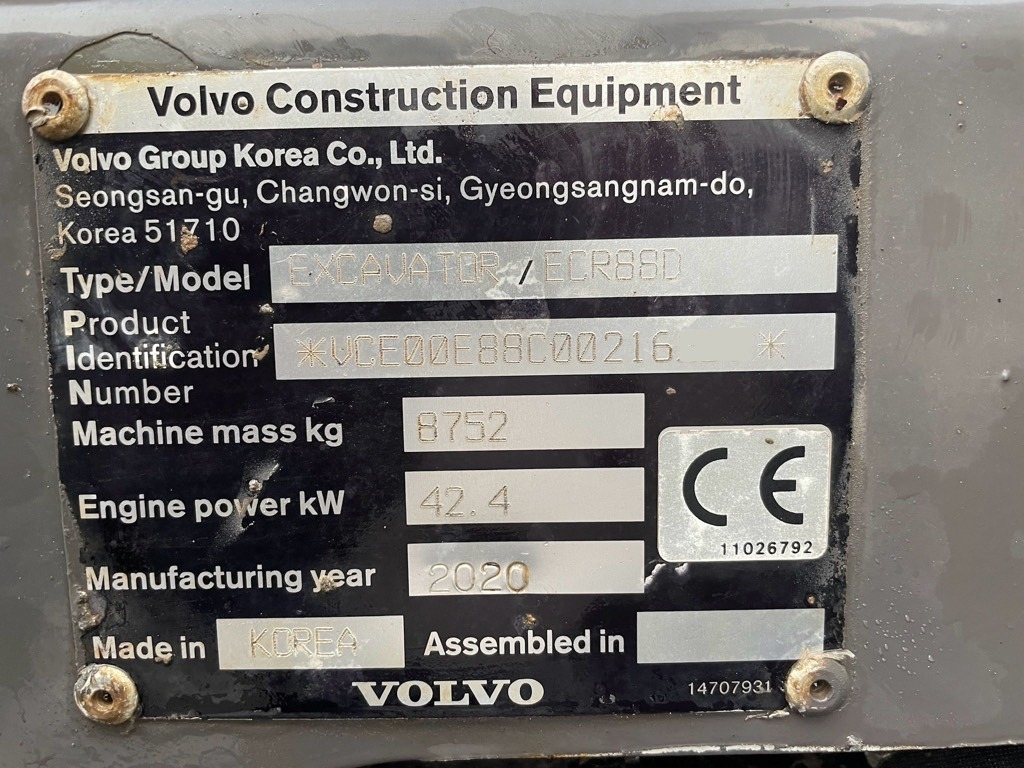 Volvo Construction Equipment
Volvo Group Korea Co., Ltd.
Seongsan-gu, Changwon-si, Gyeongsangnam-do,
Korea 51710
Type/Model EXCAVATOR / ECR88D
Product
Identification *VCE00E88C00216 *
Number
Machine mass kg 8752
Engine power kW 42.4
CE
11026792
Manufacturing year 2020
Made in KOREA Assembled in
VOLVO 14707931